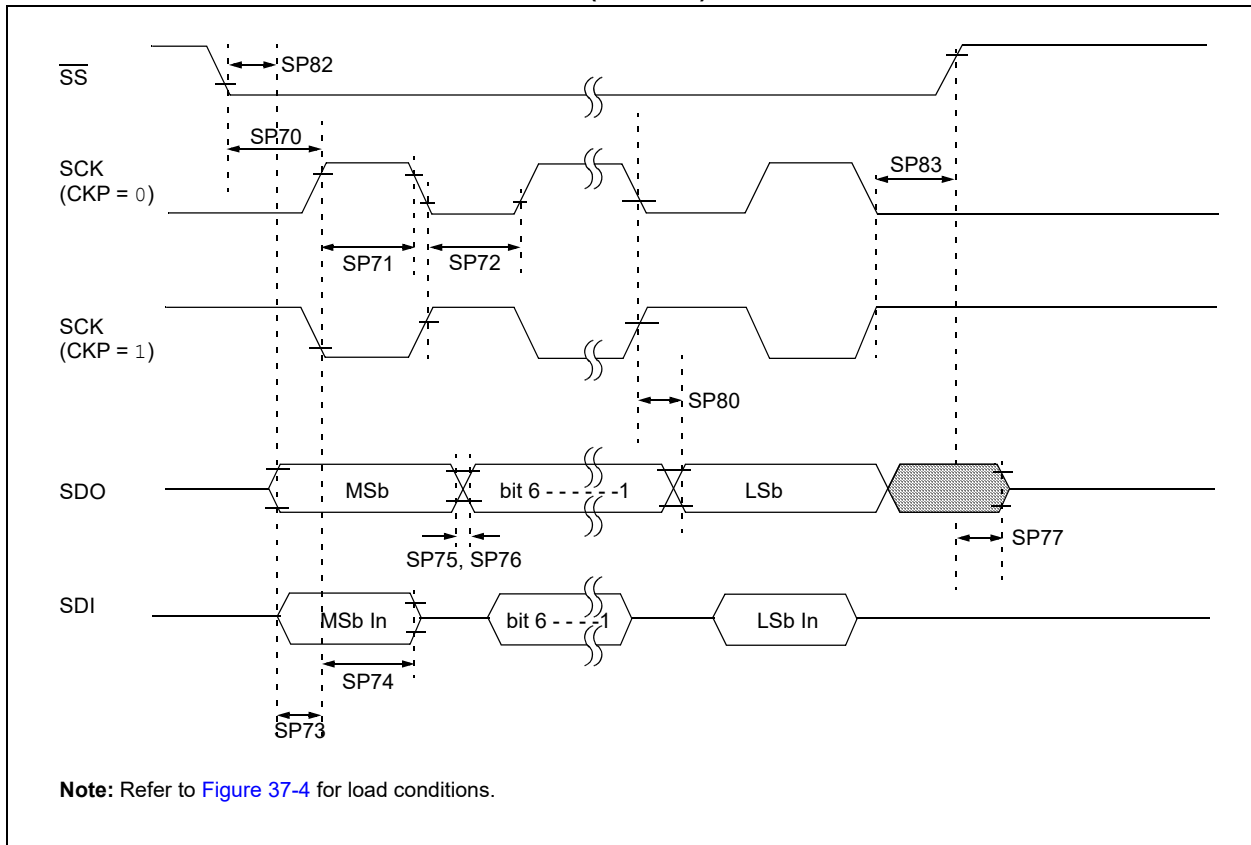 SS
SP82
SP70
SCK
(CKP = 0)
SP83
SP71
SP72
SCK
(CKP = 1)
SP80
SDO
MSb
bit 6 - - - - - -1
LSb
SP75, SP76
SP77
SDI
MSb In
bit 6 - - - -1
LSb In
SP74
SP73
Note: Refer to Figure 37-4 for load conditions.